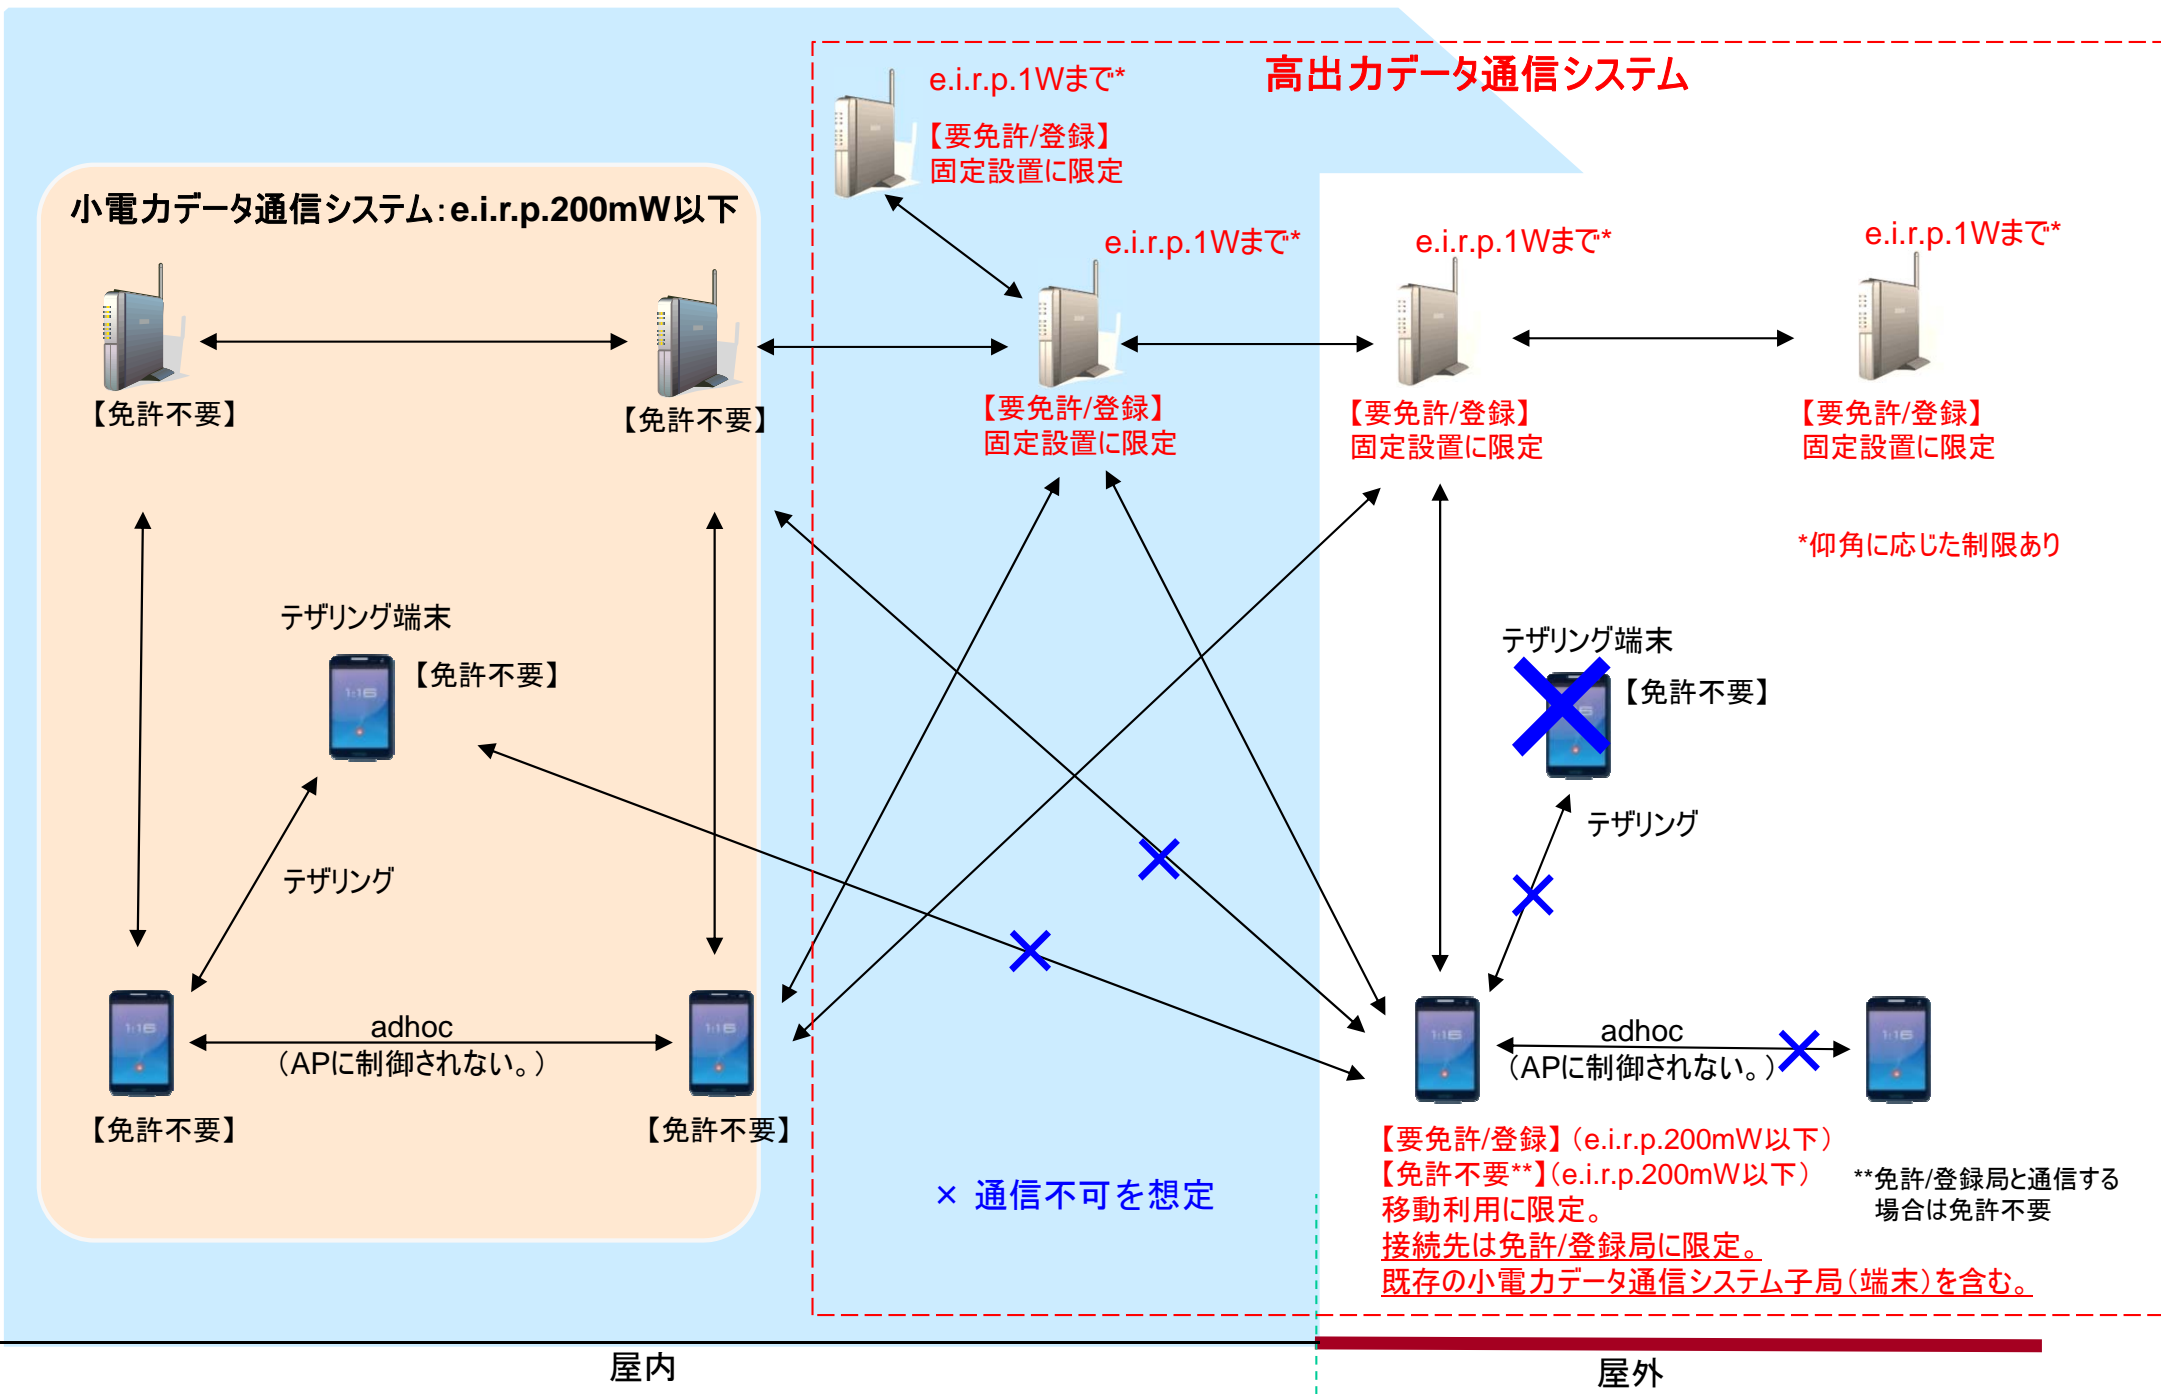 高出力データ通信システム
e.i.r.p.1Wまで*
【要免許/登録】
固定設置に限定
小電力データ通信システム：e.i.r.p.200mW以下
e.i.r.p.1Wまで*
e.i.r.p.1Wまで*
e.i.r.p.1Wまで*
【免許不要】
【免許不要】
【要免許/登録】
固定設置に限定
【要免許/登録】
固定設置に限定
【要免許/登録】
固定設置に限定
*仰角に応じた制限あり
テザリング端末
【免許不要】
テザリング端末
【免許不要】
テザリング
テザリング
adhoc
（APに制御されない。）
adhoc
（APに制御されない。）
【免許不要】
【免許不要】
× 通信不可を想定
【要免許/登録】（e.i.r.p.200mW以下）
【免許不要**】（e.i.r.p.200mW以下）
移動利用に限定。
接続先は免許/登録局に限定。
既存の小電力データ通信システム子局（端末）を含む。
**免許/登録局と通信する
場合は免許不要
屋内
屋外